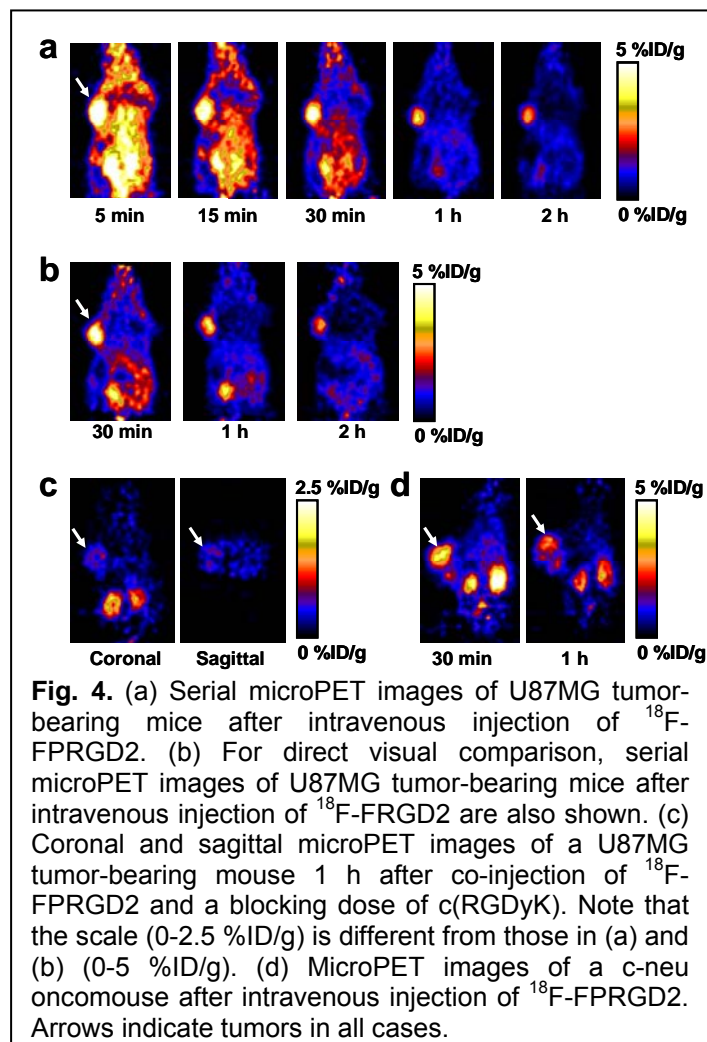 a
5 %ID/g
0 %ID/g
5 min 15 min 30 min 1 h 2 h
b
5 %ID/g
0 %ID/g
30 min 1 h 2 h
c
2.5 %ID/g
0 %ID/g
Coronal Sagittal
d
5 %ID/g
0 %ID/g
30 min 1 h
Fig. 4. (a) Serial microPET images of U87MG tumor-
bearing mice after intravenous injection of ¹⁸F-
FPRGD2. (b) For direct visual comparison, serial
microPET images of U87MG tumor-bearing mice after
intravenous injection of ¹⁸F-FRGD2 are also shown. (c)
Coronal and sagittal microPET images of a U87MG
tumor-bearing mouse 1 h after co-injection of ¹⁸F-
FPRGD2 and a blocking dose of c(RGDyK). Note that
the scale (0-2.5 %ID/g) is different from those in (a) and
(b) (0-5 %ID/g). (d) MicroPET images of a c-neu
oncomouse after intravenous injection of ¹⁸F-FPRGD2.
Arrows indicate tumors in all cases.